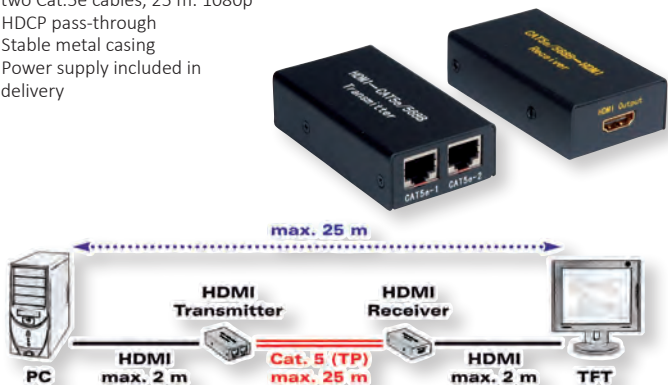 two Cat.5e cables, 25 m: 1080p
HDCP pass-through
Stable metal casing
Power supply included in
delivery
HDMI—CAT5e/568B
Transmitter
CAT5e-1 CAT5e-2
CAT5e/568B—HDMI
Receiver
HDMI Output
max. 25 m
HDMI
Transmitter
HDMI
Receiver
PC
HDMI
max. 2 m
Cat. 5 (TP)
max. 25 m
HDMI
max. 2 m
TFT